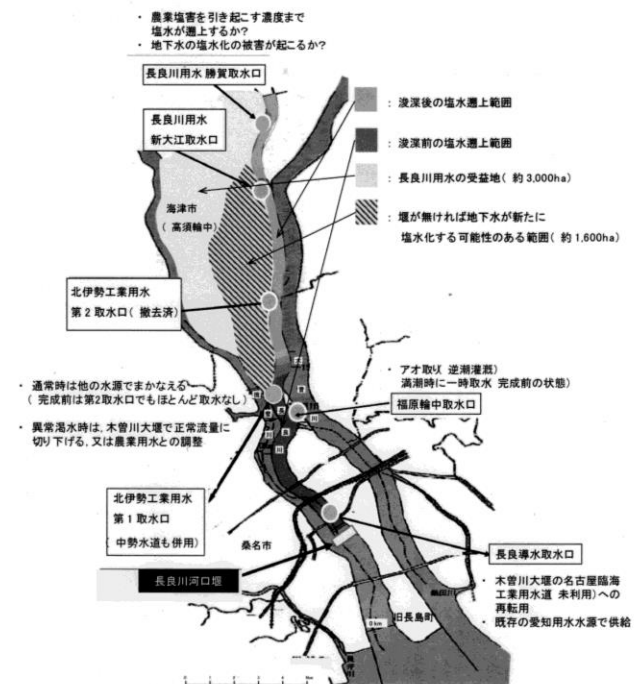 ・ 農業塩害を引き起こす濃度まで
塩水が遡上するか?
・ 地下水の塩水化の被害が起こるか?
長良川用水 勝賀取水口
長良川用水
新大江取水口
： 浚渫後の塩水遡上範囲
： 浚渫前の塩水遡上範囲
： 長良川用水の受益地( 約3,000ha)
： 堰が無ければ地下水が新たに
塩水化する可能性のある範囲( 約1,600ha)
海津市
( 高須輪中)
北伊勢工業用水
第2取水口( 撤去済)
・ アオ取り( 逆潮灌漑)
満潮時に一時取水 完成前の状態)
福原輪中取水口
・ 通常時は他の水源でまかなえる
( 完成前は第2取水口でもほとんど取水なし)
・ 異常渇水時は、木曽川大堰で正常流量に
切り下げる、又は農業用水との調整
北伊勢工業用水
第1取水口
( 中勢水道も併用)
桑名市
長良川河口堰
長良導水取水口
・ 木曽川大堰の名古屋臨海
工業用水道 未利用)への
再転用
・ 既存の愛知用水水源で供給
旧長島町
0 km